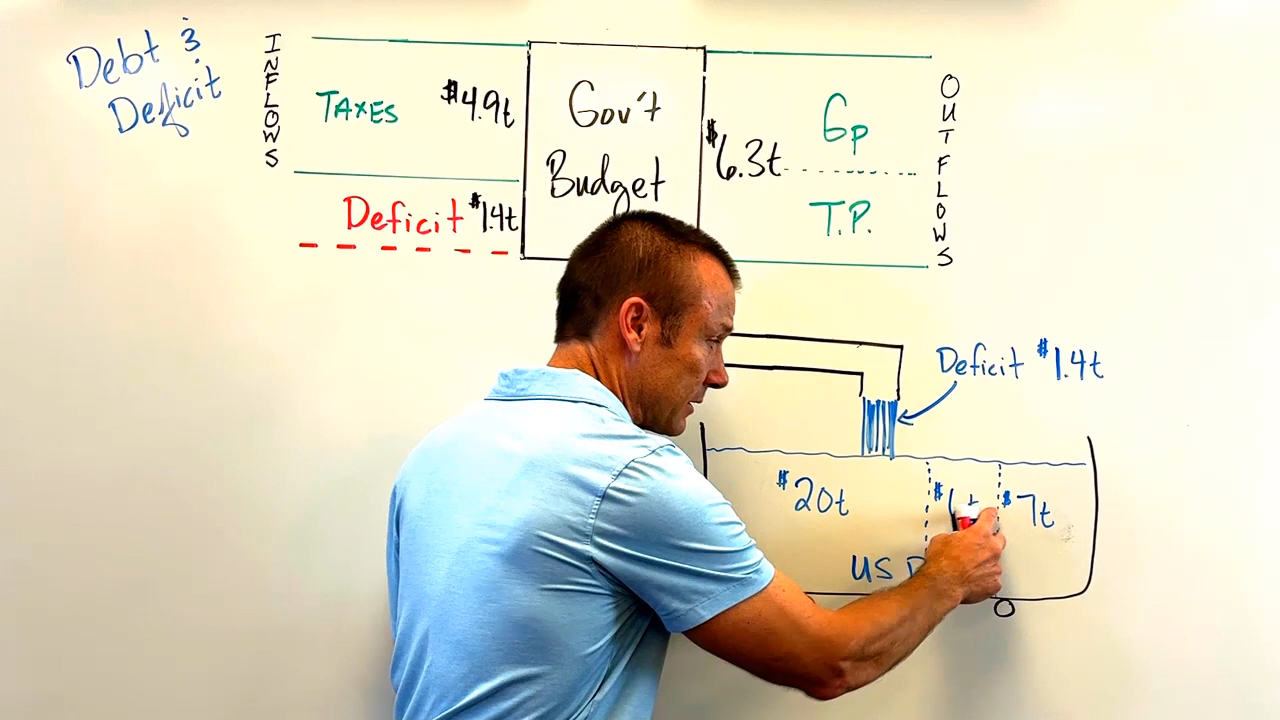 Debt &
Deficit
INFLOWS
TAXES $4.9t
Deficit $1.4t
Gov't
Budget
$6.3t
Gp
T.P.
OUTFLOWS
Deficit $1.4t
$20t
$7t
US